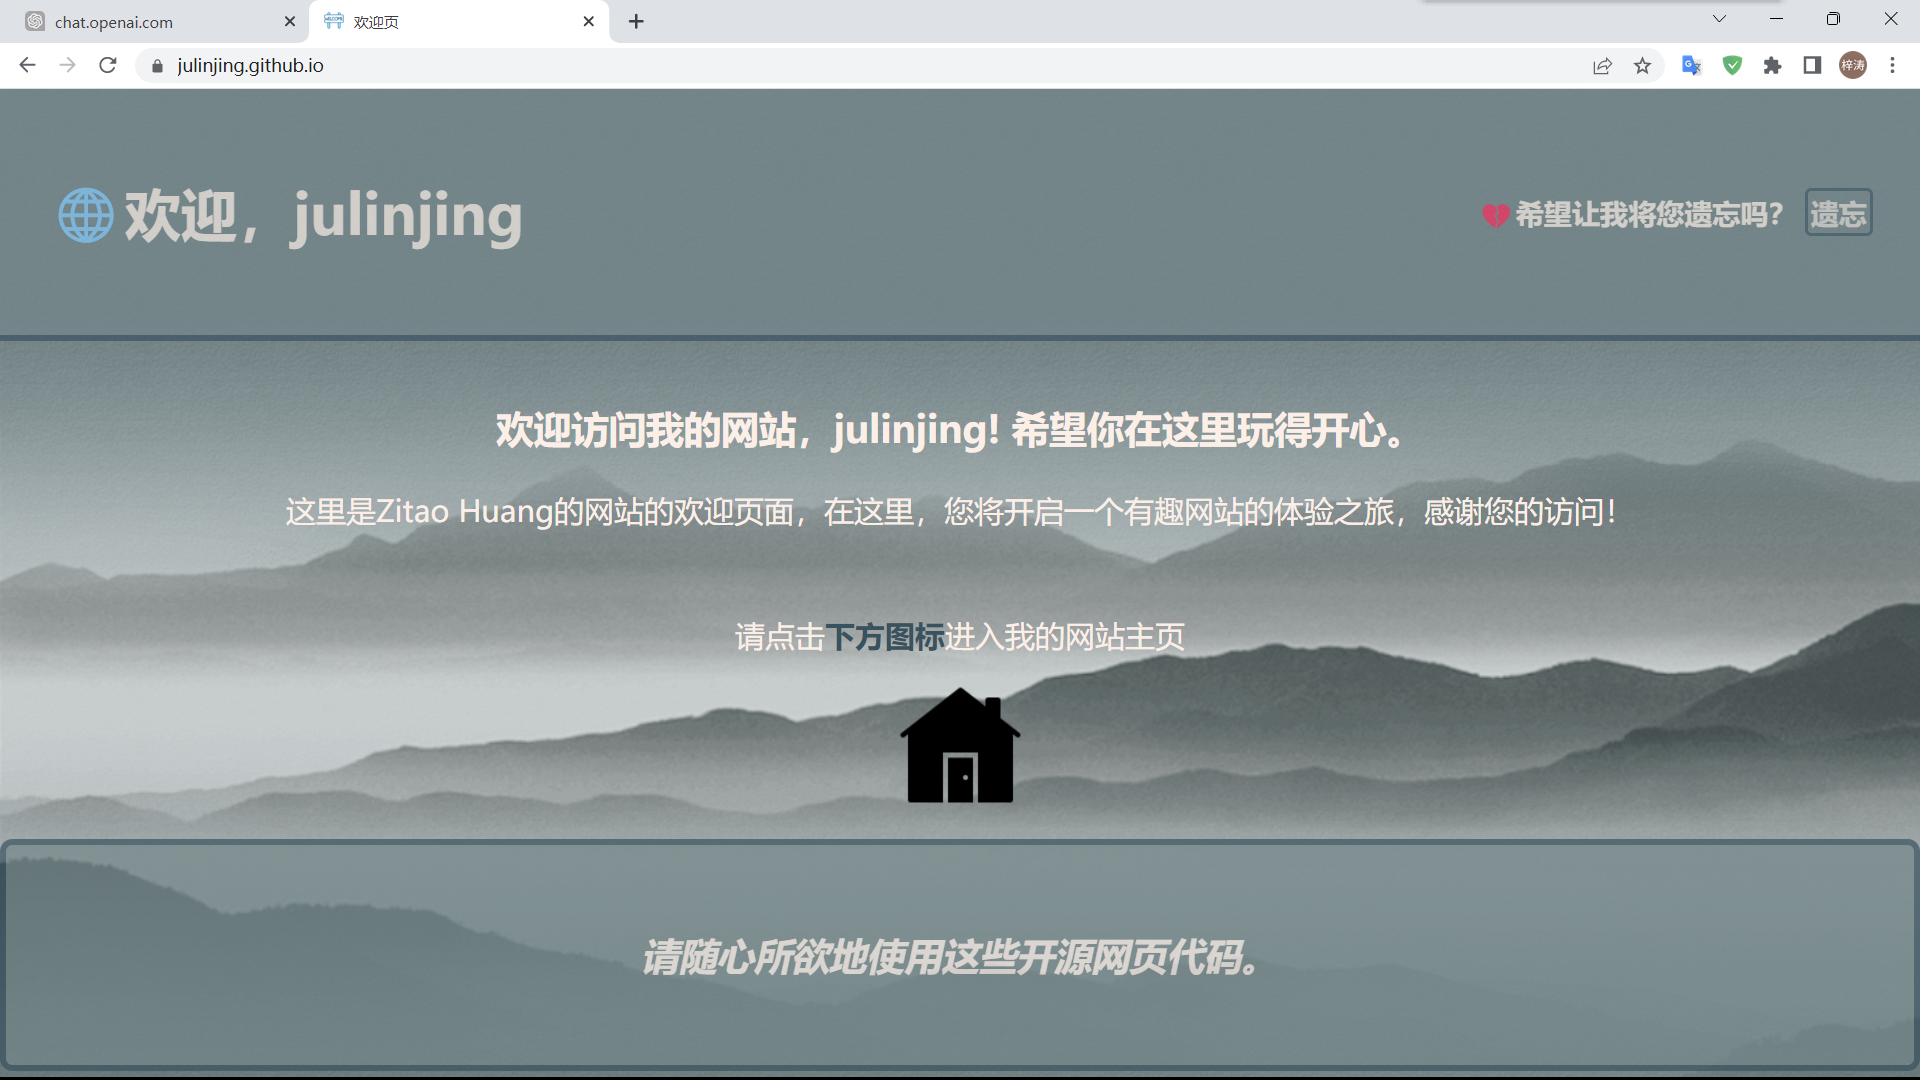 chat.openai.com
欢迎页
julinjing.github.io
梓涛
欢迎，julinjing
希望让我将您遗忘吗？ 遗忘
欢迎访问我的网站，julinjing! 希望你在这里玩得开心。
这里是Zitao Huang的网站的欢迎页面，在这里，您将开启一个有趣网站的体验之旅，感谢您的访问！
请点击下方图标进入我的网站主页
请随心所欲地使用这些开源网页代码。